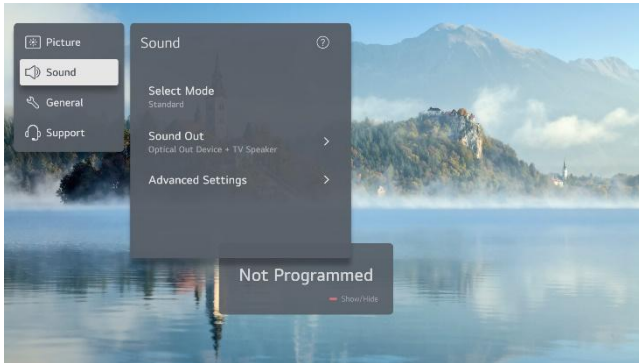 Picture
Sound
General
Support
Sound
Select Mode
Standard
Sound Out
Optical Out Device + TV Speaker
Advanced Settings
Not Programmed
Show/Hide